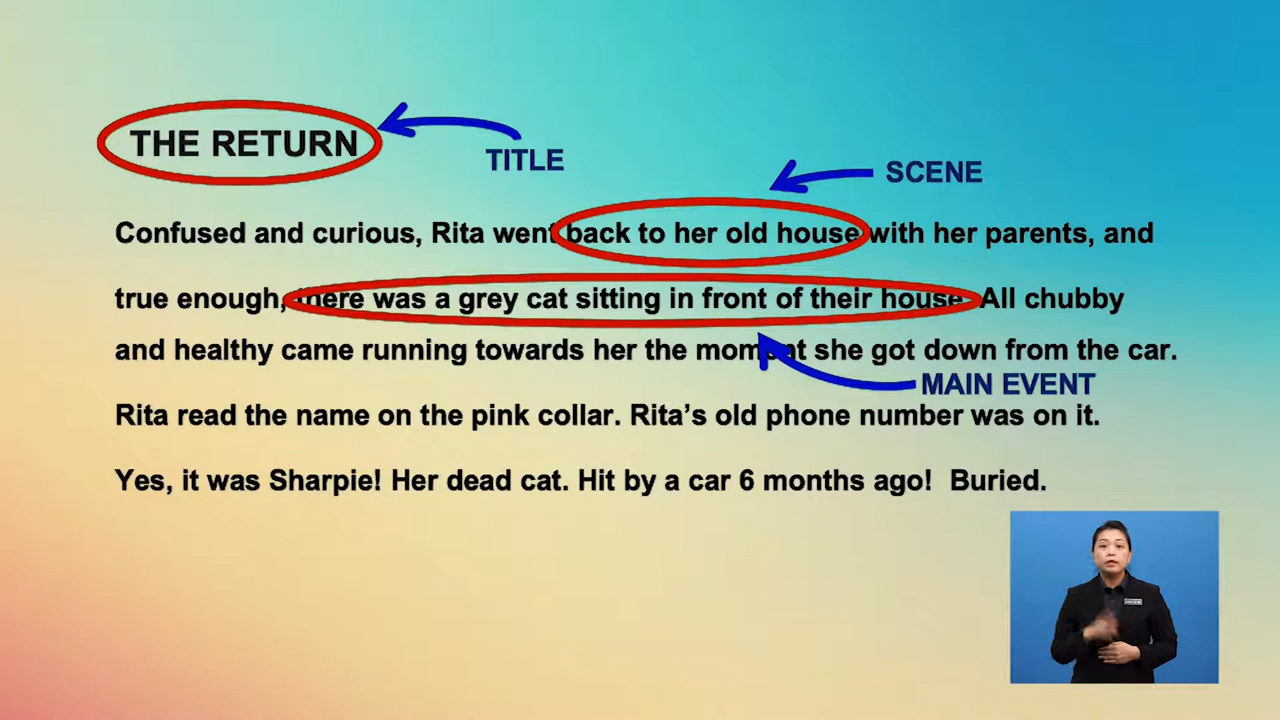 THE RETURN
TITLE
SCENE
Confused and curious, Rita went back to her old house with her parents, and
true enough, there was a grey cat sitting in front of their house. All chubby
and healthy came running towards her the moment she got down from the car.
MAIN EVENT
Rita read the name on the pink collar. Rita's old phone number was on it.
Yes, it was Sharpie! Her dead cat. Hit by a car 6 months ago! Buried.